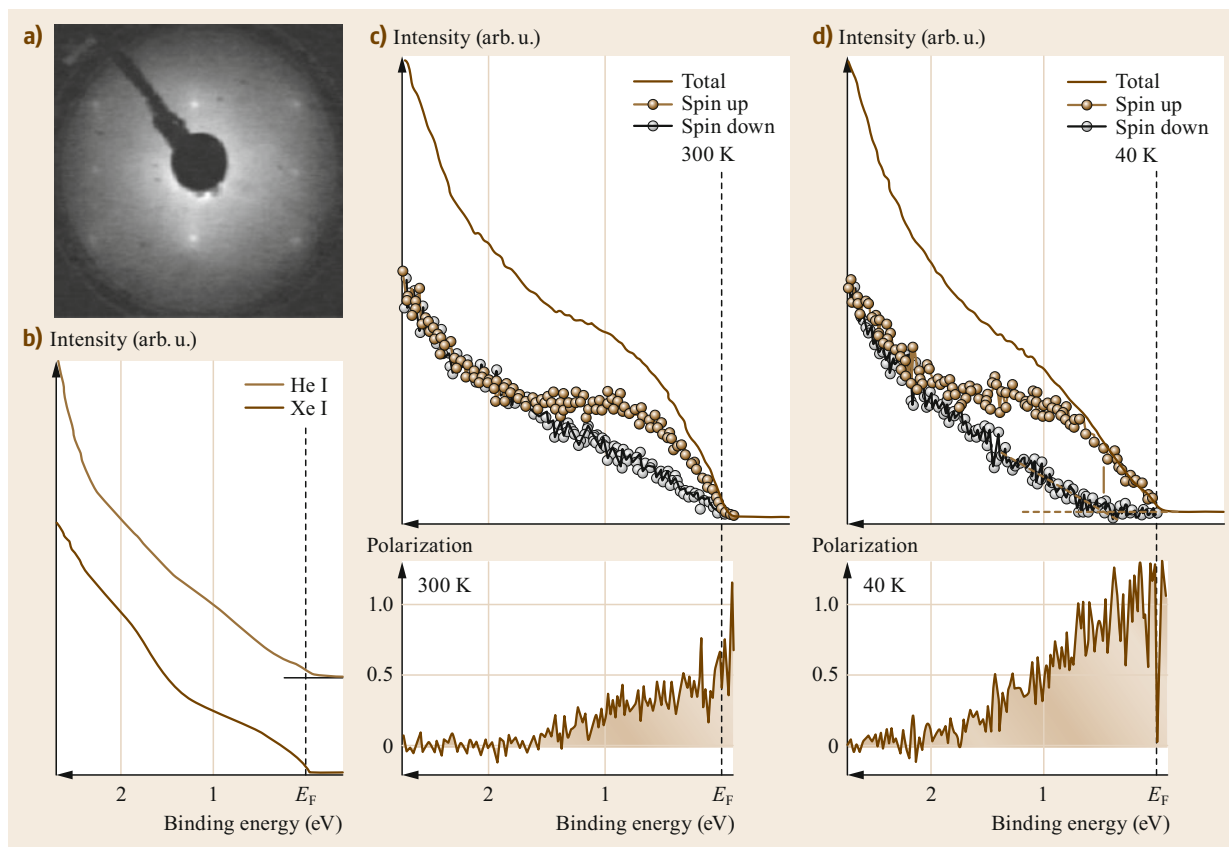 a)
b) Intensity (arb. u.)
He I
Xe I
2
1
E_F
Binding energy (eV)
c) Intensity (arb. u.)
Total
Spin up
Spin down
300 K
Polarization
300 K
1.0
0.5
0
2
1
E_F
Binding energy (eV)
d) Intensity (arb. u.)
Total
Spin up
Spin down
40 K
Polarization
40 K
1.0
0.5
0
2
1
E_F
Binding energy (eV)